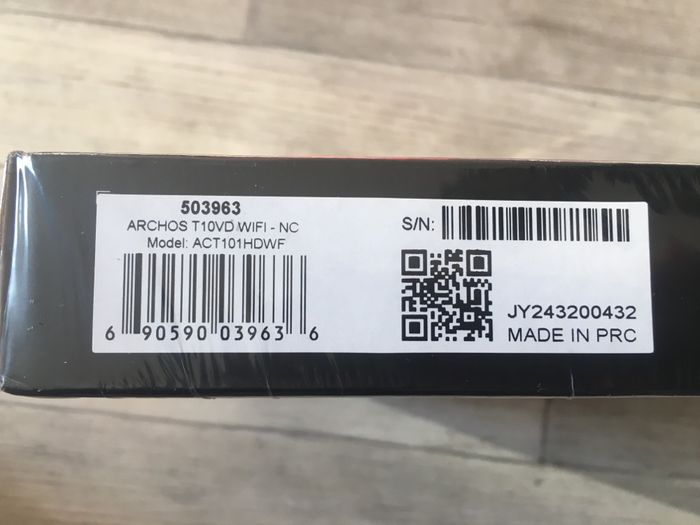 503963
ARCHOS T10VD WIFI - NC
Model: ACT101HDWF
6 90590 03963 6
S/N:
JY243200432
MADE IN PRC